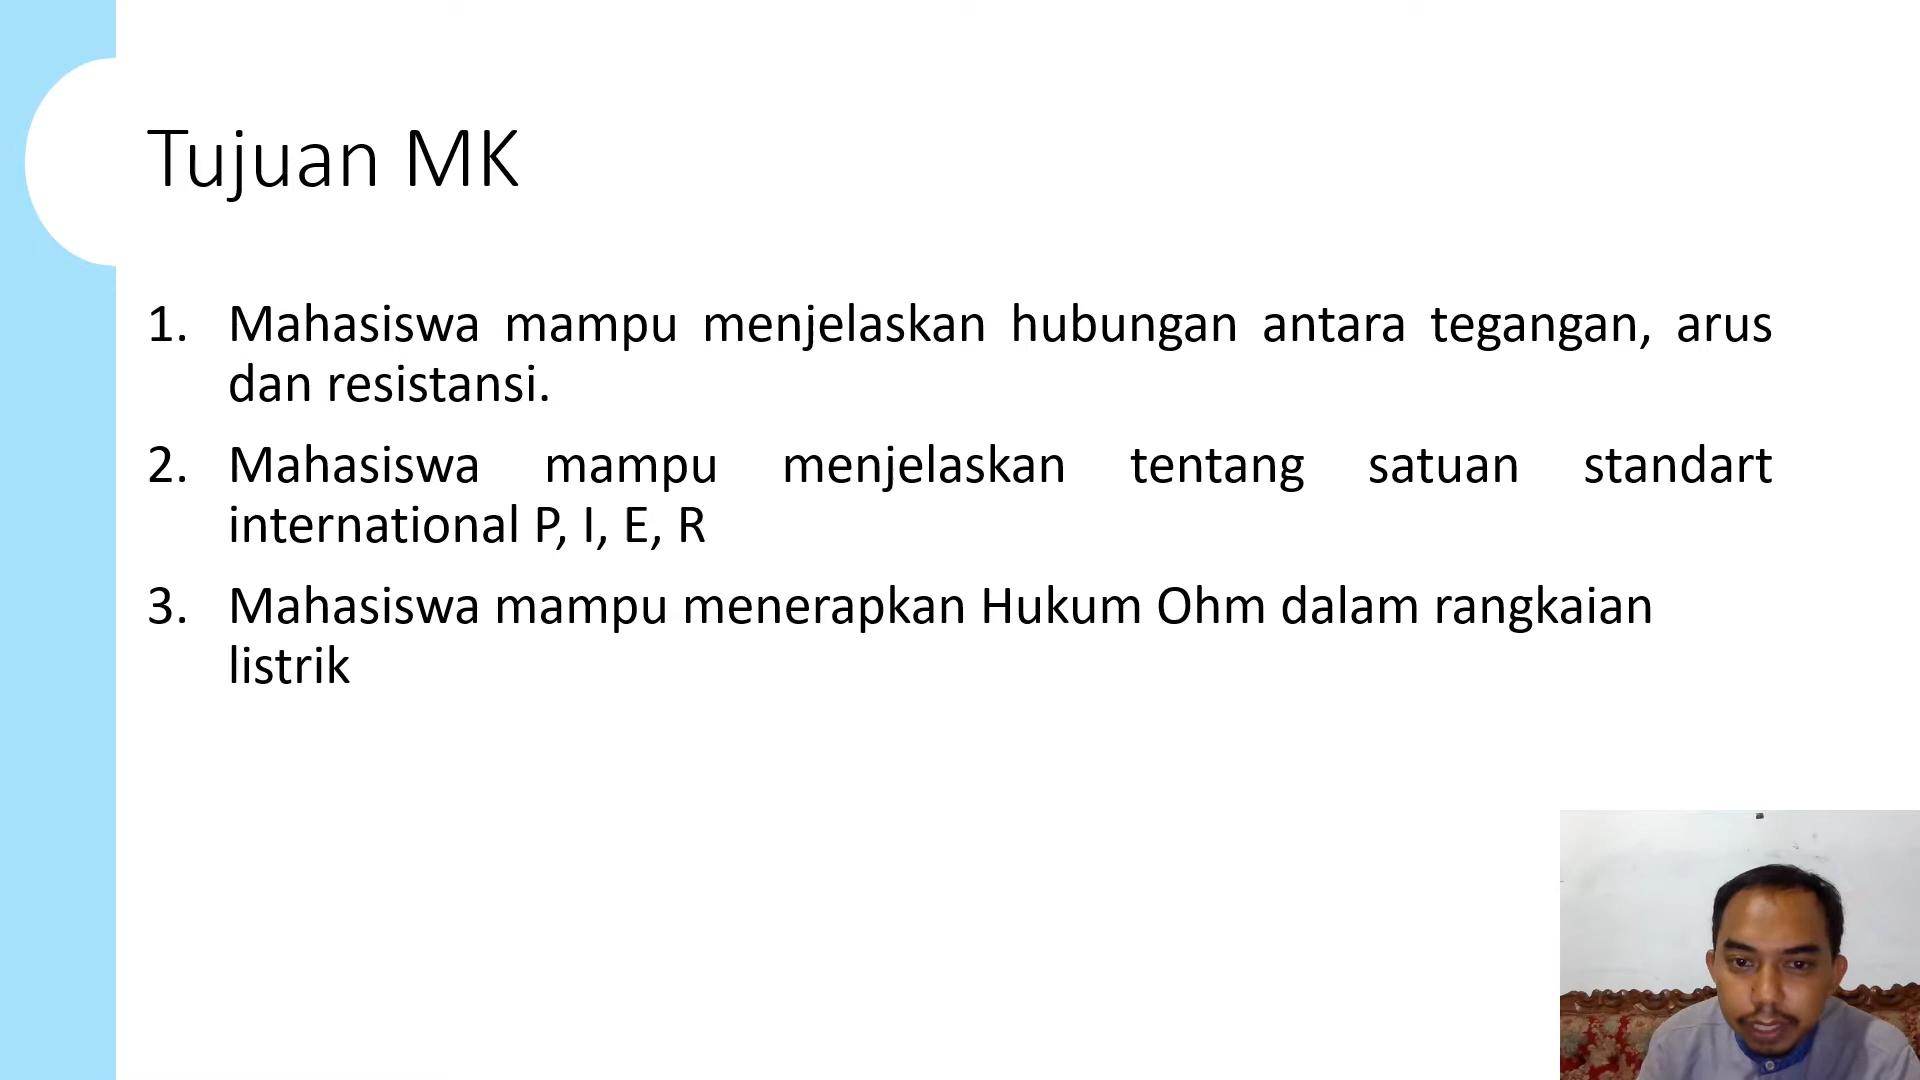 Tujuan MK
1. Mahasiswa mampu menjelaskan hubungan antara tegangan, arus
dan resistansi.
2. Mahasiswa mampu menjelaskan tentang satuan standart
international P, I, E, R
3. Mahasiswa mampu menerapkan Hukum Ohm dalam rangkaian
listrik